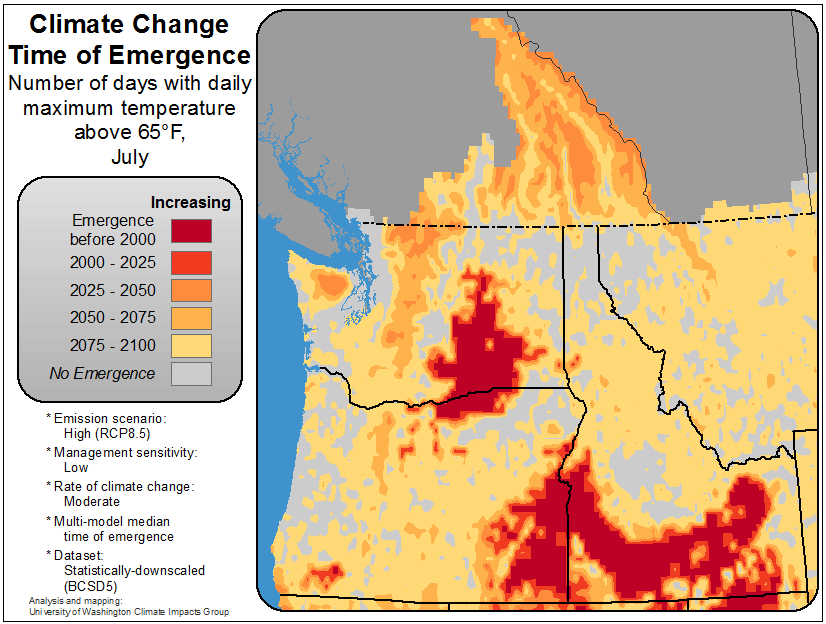 Climate Change
Time of Emergence
Number of days with daily
maximum temperature
above 65°F,
July
Increasing
Emergence
before 2000
2000 - 2025
2025 - 2050
2050 - 2075
2075 - 2100
No Emergence
* Emission scenario:
High (RCP8.5)
* Management sensitivity:
Low
* Rate of climate change:
Moderate
* Multi-model median
time of emergence
* Dataset:
Statistically-downscaled
(BCSD5)
Analysis and mapping:
University of Washington Climate Impacts Group